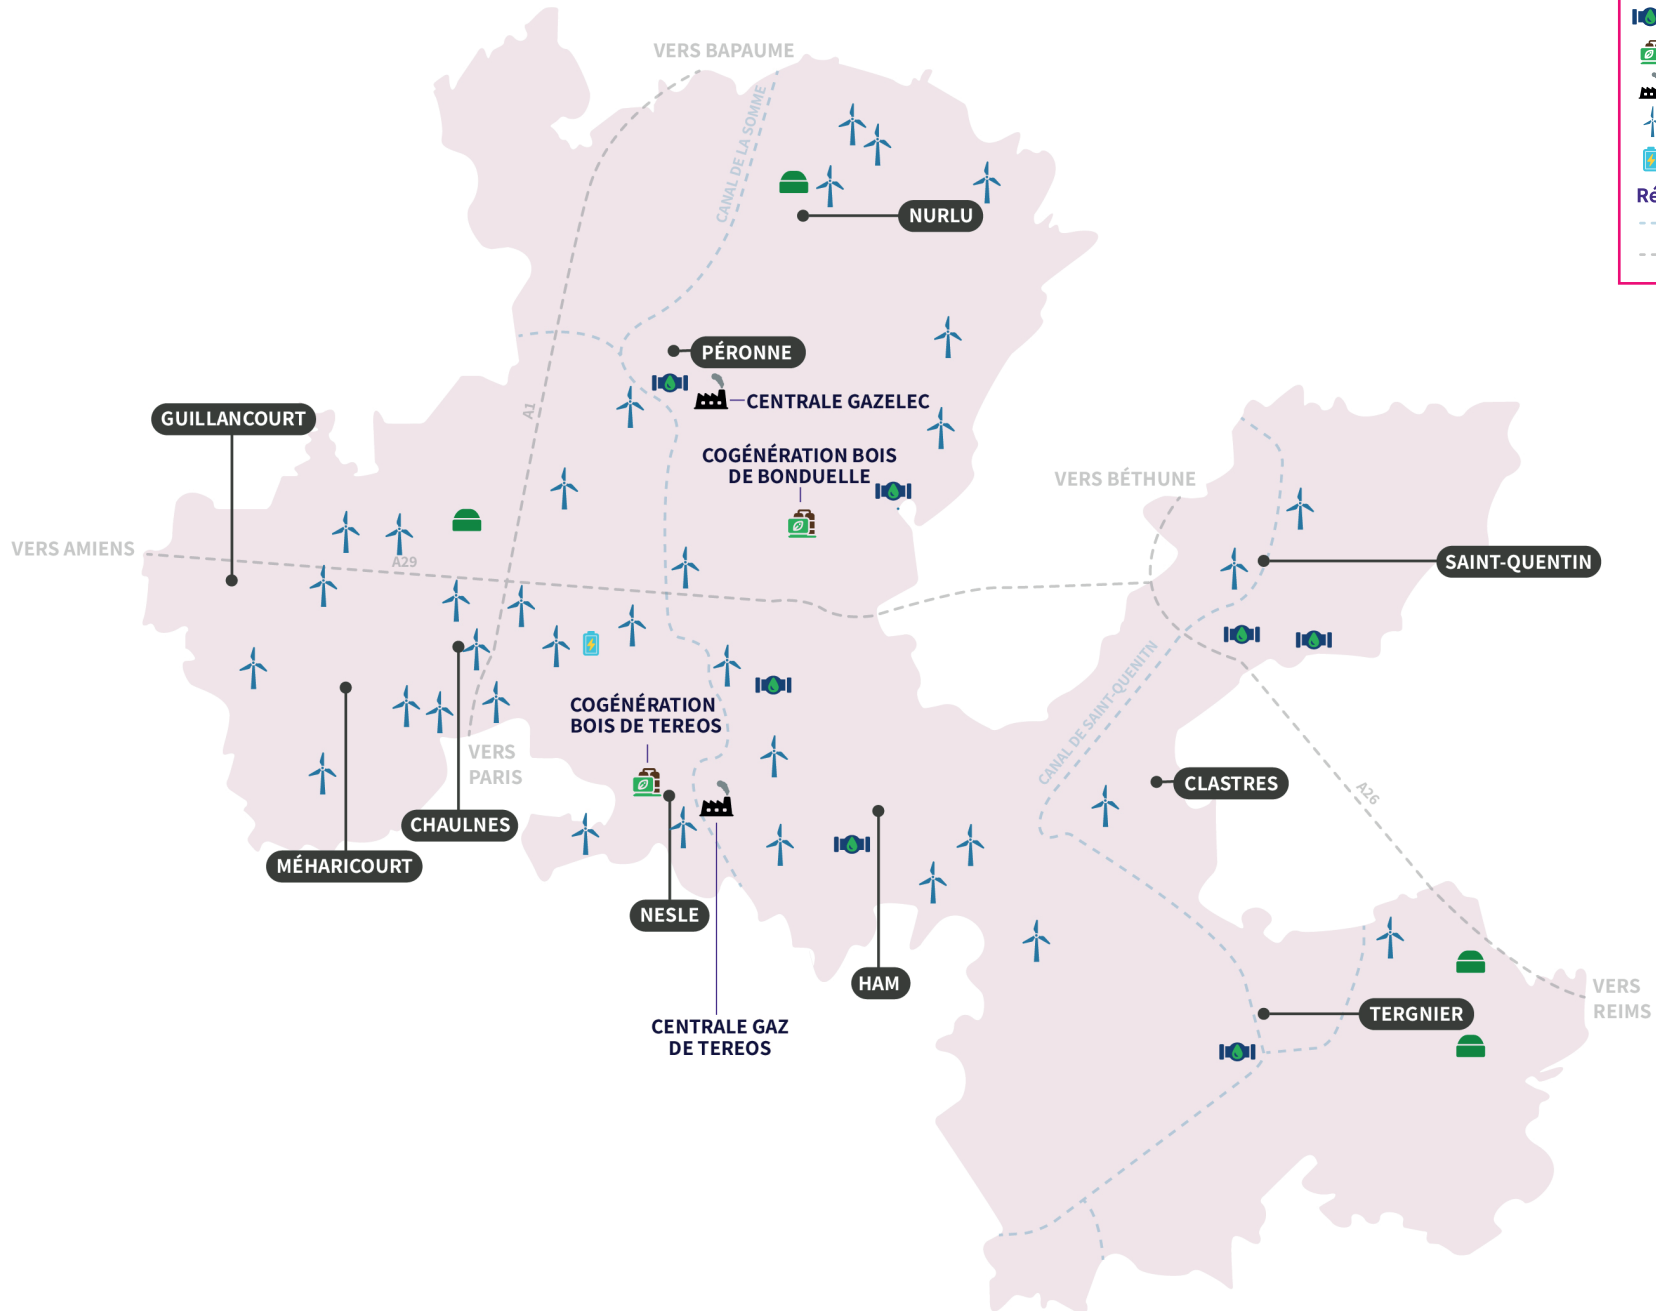 VERS BAPAUME
CANAL DE LA SOMME
Ré
NURLU
PÉRONNE
CENTRALE GAZELEC
A1
GUILLANCOURT
COGÉNÉRATION BOIS
DE BONDUELLE
VERS BÉTHUNE
VERS AMIENS
A29
SAINT-QUENTIN
CANAL DE SAINT-QUENITN
COGÉNÉRATION
BOIS DE TEREOS
VERS
PARIS
CLASTRES
A26
CHAULNES
MÉHARICOURT
NESLE
HAM
VERS
REIMS
TERGNIER
CENTRALE GAZ
DE TEREOS